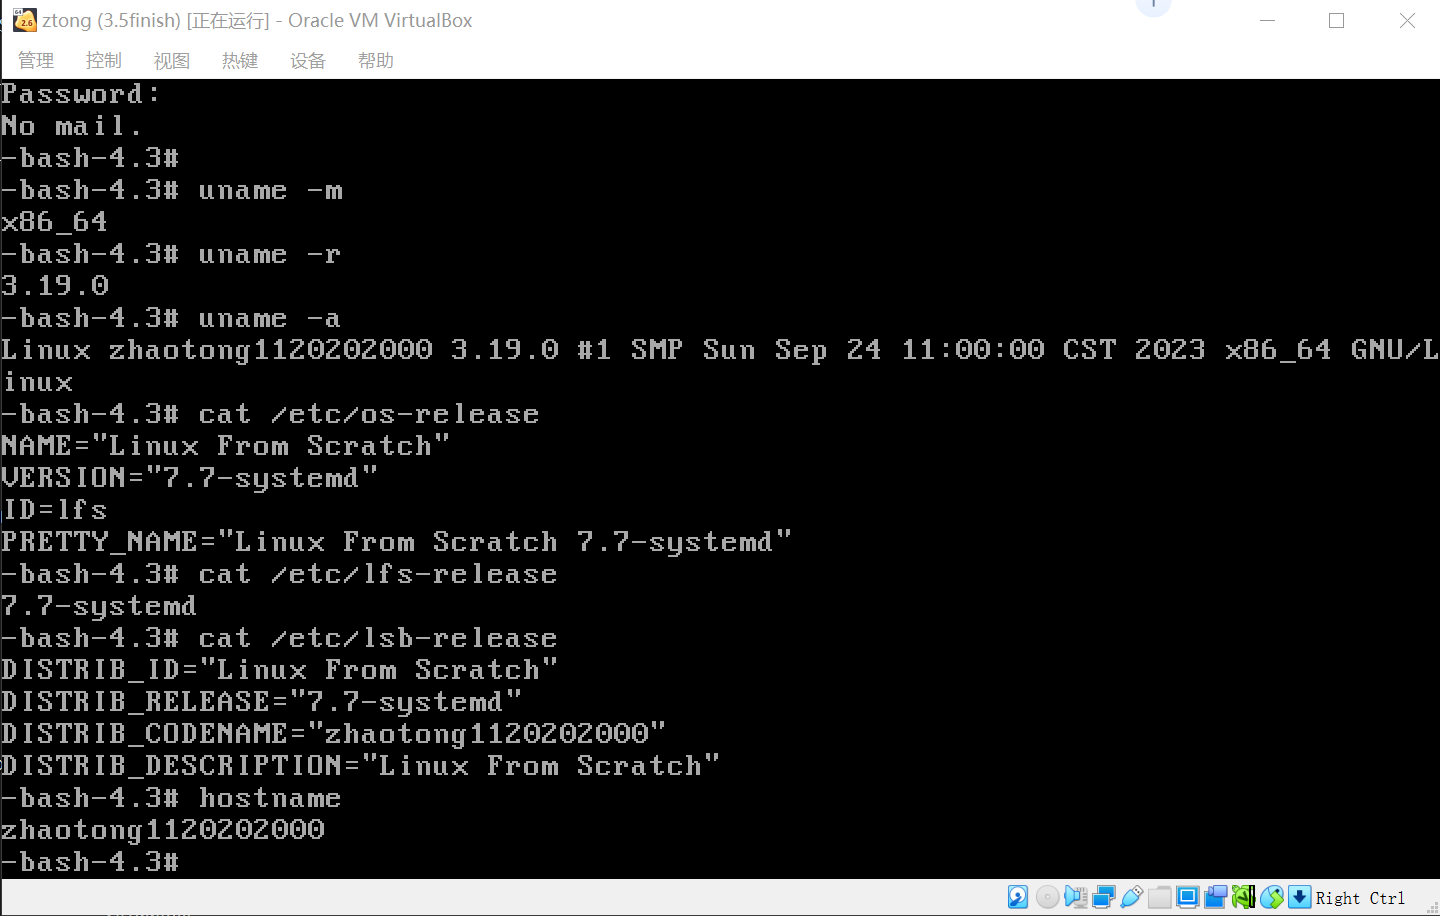 ztong (3.5finish) [正在运行] - Oracle VM VirtualBox
管理 控制 视图 热键 设备 帮助
Password:
No mail.
-bash-4.3#
-bash-4.3# uname -m
x86_64
-bash-4.3# uname -r
3.19.0
-bash-4.3# uname -a
Linux zhaotong1120202000 3.19.0 #1 SMP Sun Sep 24 11:00:00 CST 2023 x86_64 GNU/L
inux
-bash-4.3# cat /etc/os-release
NAME="Linux From Scratch"
VERSION="7.7-systemd"
ID=lfs
PRETTY_NAME="Linux From Scratch 7.7-systemd"
-bash-4.3# cat /etc/lfs-release
7.7-systemd
-bash-4.3# cat /etc/lsb-release
DISTRIB_ID="Linux From Scratch"
DISTRIB_RELEASE="7.7-systemd"
DISTRIB_CODENAME="zhaotong1120202000"
DISTRIB_DESCRIPTION="Linux From Scratch"
-bash-4.3# hostname
zhaotong1120202000
-bash-4.3#
Right Ctrl